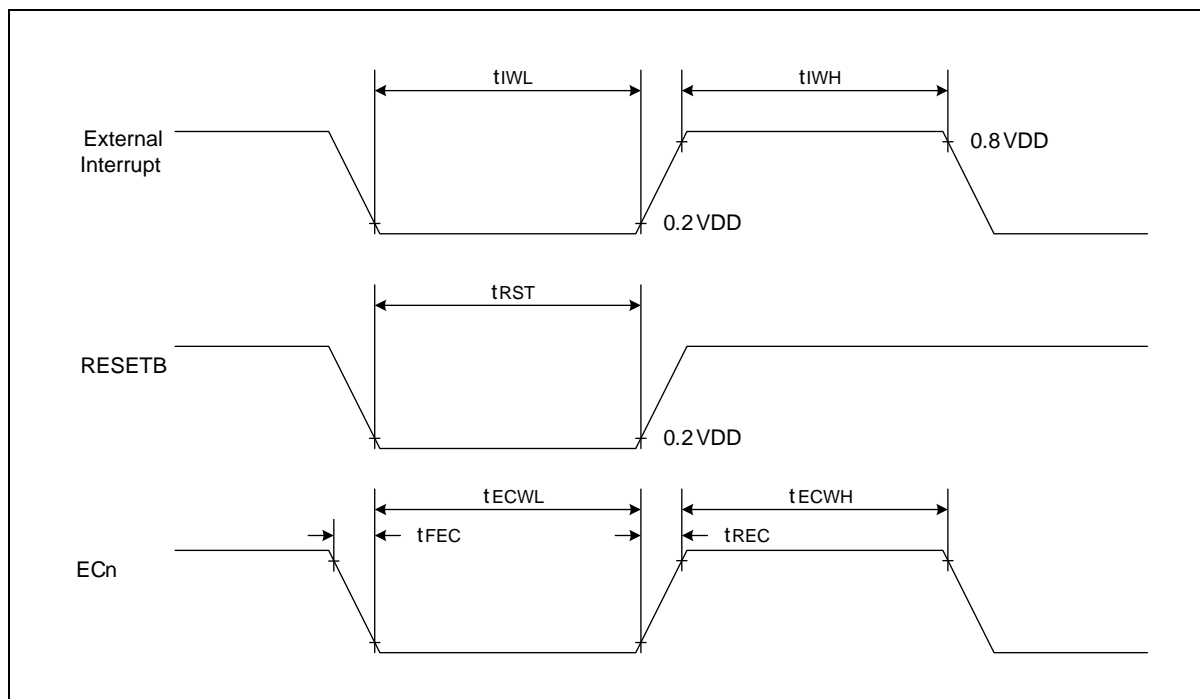 tIWL
tIWH
External
Interrupt
0.8 VDD
0.2 VDD
tRST
RESETB
0.2 VDD
tECWL
tECWH
tFEC
tREC
ECn